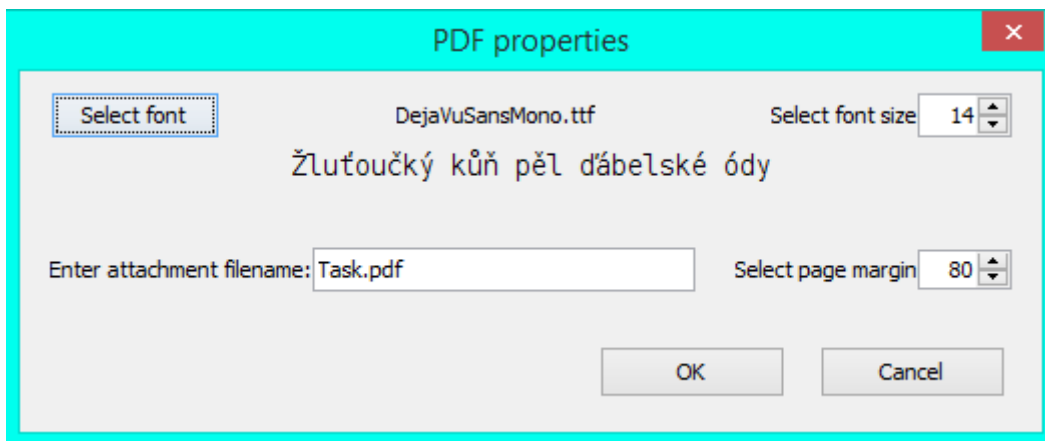 PDF properties
Select font DejaVuSansMono.ttf Select font size 14
Žluťoučký kůň pěl ďábelské ódy
Enter attachment filename: Task.pdf Select page margin 80
OK Cancel